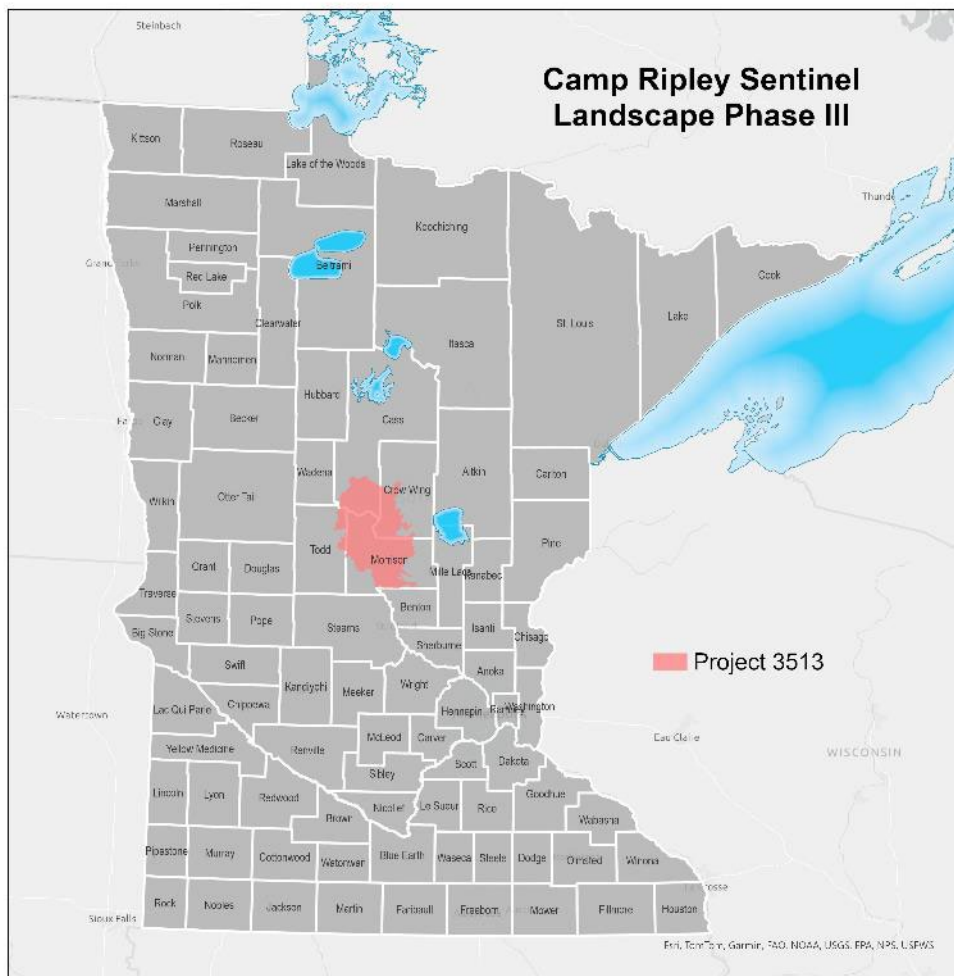 Steinbach
Camp Ripley Sentinel
Landscape Phase III
Kittson
Roseau
Lake of the Woods
Marshall
Koochiching
Thunde
Pennington
Beltrami
Red Lake
Cook
Polk
Lake
St. Louis
Clearwater
Itasca
Norman
Mahnomen
Hubbard
Clay
Becker
Cass
Wadena
Aitkin
Carlton
Crow Wing
Wilkin
Otter Tail
Pine
Todd
Morrison
Grant
Douglas
Mille Lacs
Kanabec
Traverse
Benton
Stevens
Pope
Stearns
Isanti
Big Stone
Sherburne
Chisago
Swift
Anoka
Project 3513
Kandiyohi
Meeker
Wright
Chippewa
Hennepin
Ramsey
Washington
Lac Qui Parle
Watertown
McLeod
Carver
Eau Claire
Yellow Medicine
Renville
Scott
Dakota
WISCONSIN
Sibley
Lincoln
Lyon
Redwood
Nicollet
Le Sueur
Rice
Goodhue
Brown
Wabasha
Pipestone
Murray
Cottonwood
Watonwan
Blue Earth
Waseca
Steele
Dodge
Olmsted
Winona
Rock
Nobles
Jackson
Martin
Faribault
Freeborn
Mower
Fillmore
Houston
Sioux Falls
Esri, TomTom, Garmin, FAO, NOAA, USGS, EPA, NPS, USFWS